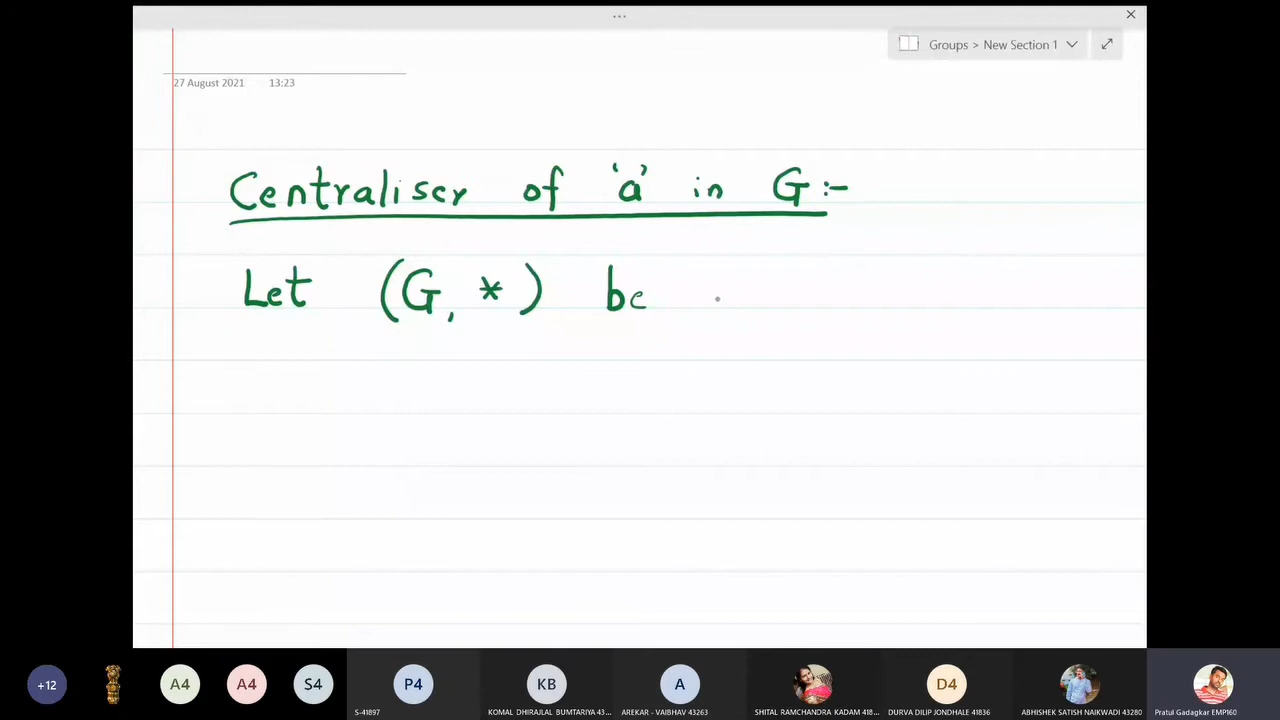 Groups > New Section 1
27 August 2021 13:23
Centraliser of 'a' in G:-
Let (G, *) be
+12
A4
A4
S4
P4
KB
A
D4
S-41897
KOMAL DHIRAJLAL BUMTARIYA 43...
AREKAR - VAIBHAV 43263
SHITAL RAMCHANDRA KADAM 418...
DURVA DILIP JONDHALE 41836
ABHISHEK SATISH NAIKWADI 43280
Pratul Gadagkar EMP160